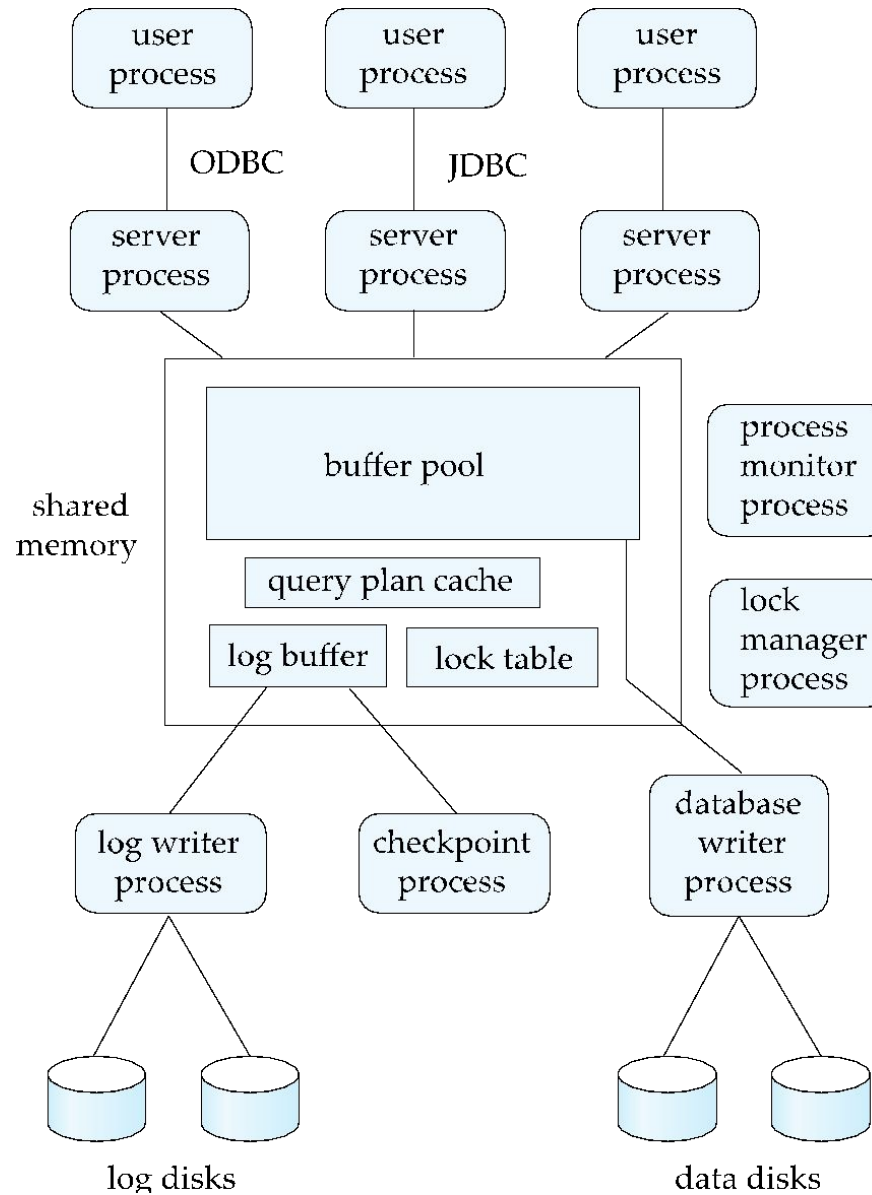 user
process
user
process
user
process
ODBC
JDBC
server
process
server
process
server
process
shared
memory
buffer pool
process
monitor
process
query plan cache
log buffer
lock table
lock
manager
process
log writer
process
checkpoint
process
database
writer
process
log disks
data disks